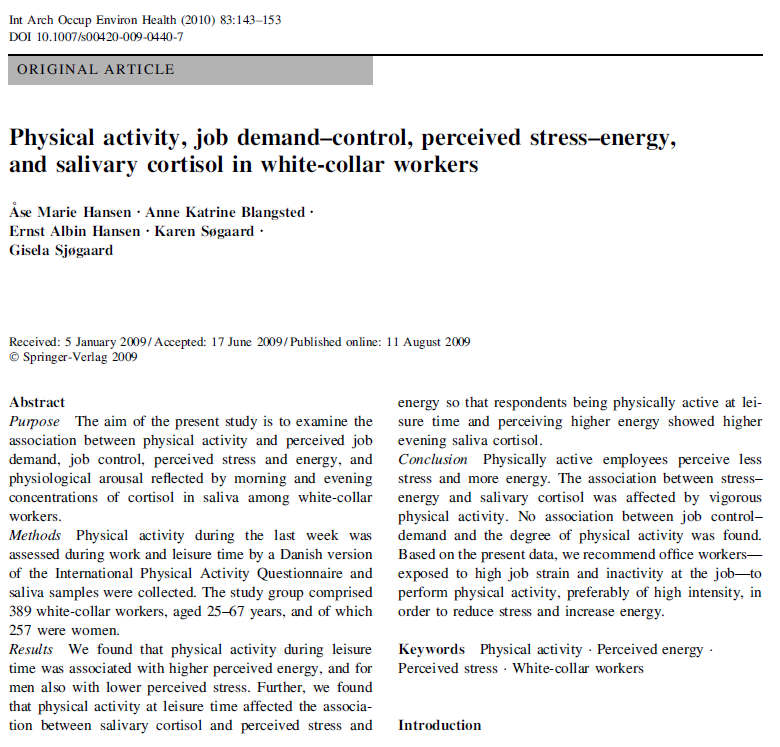 Int Arch Occup Environ Health (2010) 83:143–153
DOI 10.1007/s00420-009-0440-7
ORIGINAL ARTICLE
Physical activity, job demand–control, perceived stress–energy,
and salivary cortisol in white-collar workers
Åse Marie Hansen · Anne Katrine Blangsted ·
Ernst Albin Hansen · Karen Søgaard ·
Gisela Sjøgaard
Received: 5 January 2009 / Accepted: 17 June 2009 / Published online: 11 August 2009
© Springer-Verlag 2009
Abstract
Purpose The aim of the present study is to examine the
association between physical activity and perceived job
demand, job control, perceived stress and energy, and
physiological arousal reflected by morning and evening
concentrations of cortisol in saliva among white-collar
workers.
Methods Physical activity during the last week was
assessed during work and leisure time by a Danish version
of the International Physical Activity Questionnaire and
saliva samples were collected. The study group comprised
389 white-collar workers, aged 25–67 years, and of which
257 were women.
Results We found that physical activity during leisure
time was associated with higher perceived energy, and for
men also with lower perceived stress. Further, we found
that physical activity at leisure time affected the associa-
tion between salivary cortisol and perceived stress and
energy so that respondents being physically active at lei-
sure time and perceiving higher energy showed higher
evening saliva cortisol.
Conclusion Physically active employees perceive less
stress and more energy. The association between stress–
energy and salivary cortisol was affected by vigorous
physical activity. No association between job control–
demand and the degree of physical activity was found.
Based on the present data, we recommend office workers—
exposed to high job strain and inactivity at the job—to
perform physical activity, preferably of high intensity, in
order to reduce stress and increase energy.
Keywords Physical activity · Perceived energy ·
Perceived stress · White-collar workers
Introduction